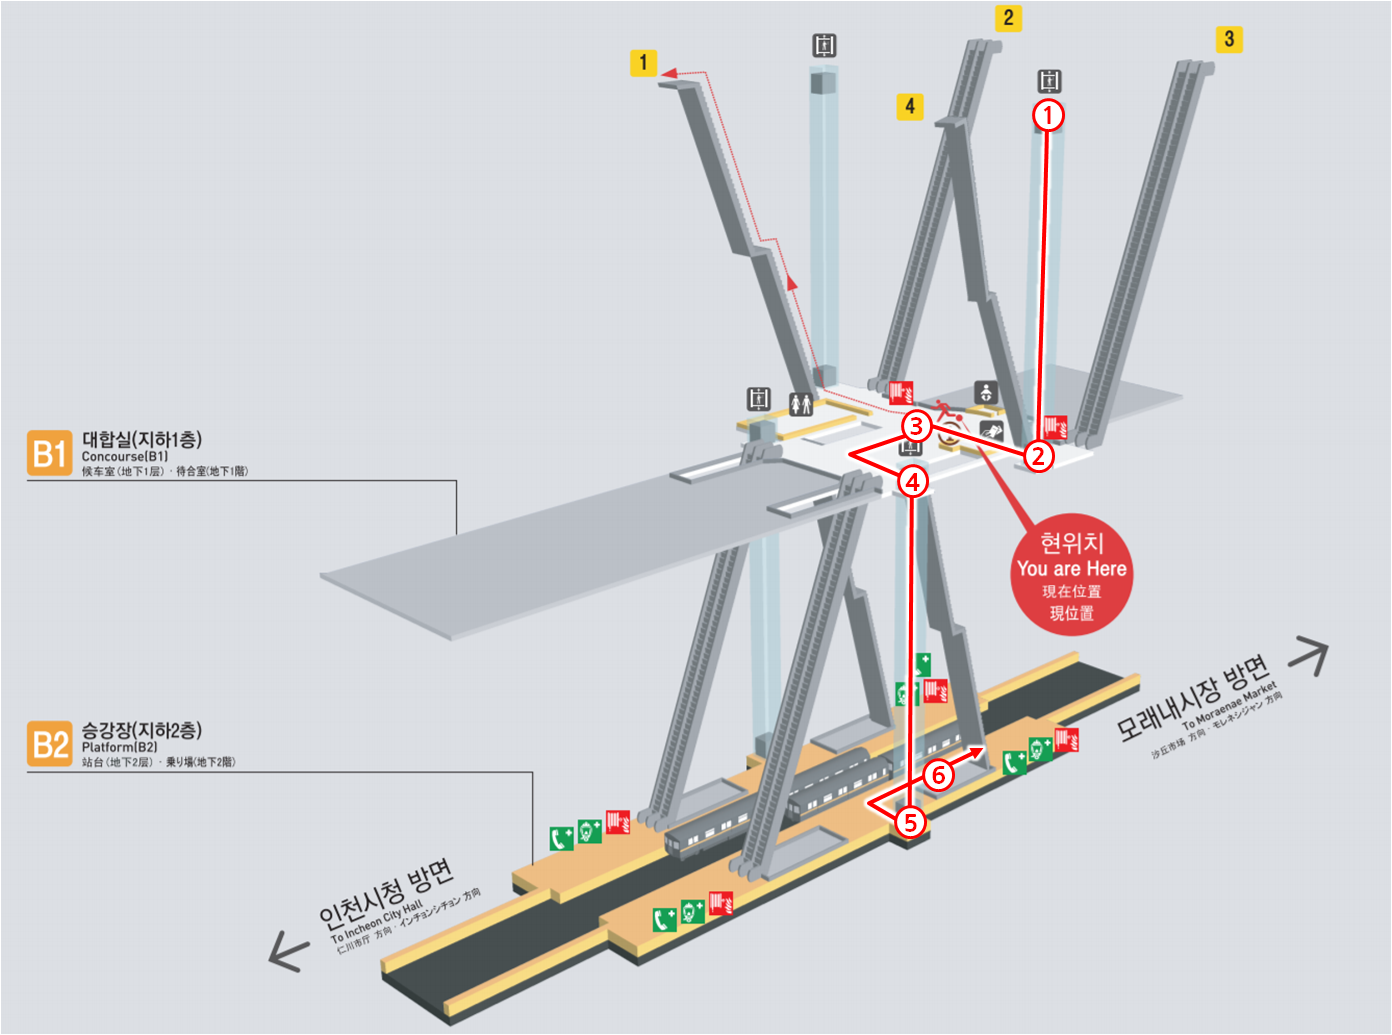 1
2
3
4
①
②
③
④
⑤
⑥
B1
대합실(지하1층)
Concourse(B1)
候车室(地下1层)・待合室(地下1階)
현위치
You are Here
現在位置
現位置
B2
승강장(지하2층)
Platform(B2)
站台(地下2层)・乗り場(地下2階)
모래내시장 방면
To Moraenae Market
汐丘市场 方向・モレネシジャン 方向
인천시청 방면
To Incheon City Hall
仁川市厅 方向・インチョンシチョン 方向